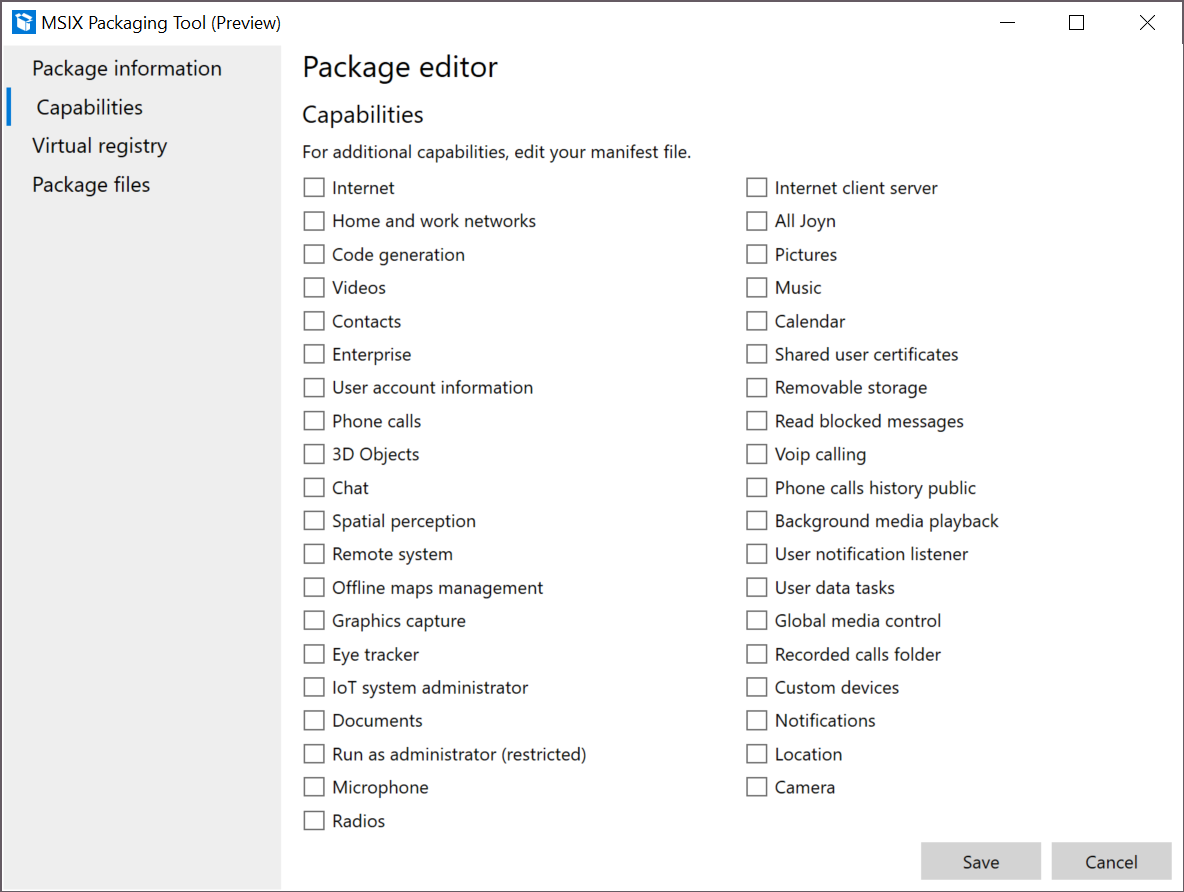 MSIX Packaging Tool (Preview)
Package information
Capabilities
Virtual registry
Package files
Package editor
Capabilities
For additional capabilities, edit your manifest file.
Internet
Home and work networks
Code generation
Videos
Contacts
Enterprise
User account information
Phone calls
3D Objects
Chat
Spatial perception
Remote system
Offline maps management
Graphics capture
Eye tracker
IoT system administrator
Documents
Run as administrator (restricted)
Microphone
Radios
Internet client server
All Joyn
Pictures
Music
Calendar
Shared user certificates
Removable storage
Read blocked messages
Voip calling
Phone calls history public
Background media playback
User notification listener
User data tasks
Global media control
Recorded calls folder
Custom devices
Notifications
Location
Camera
Save
Cancel